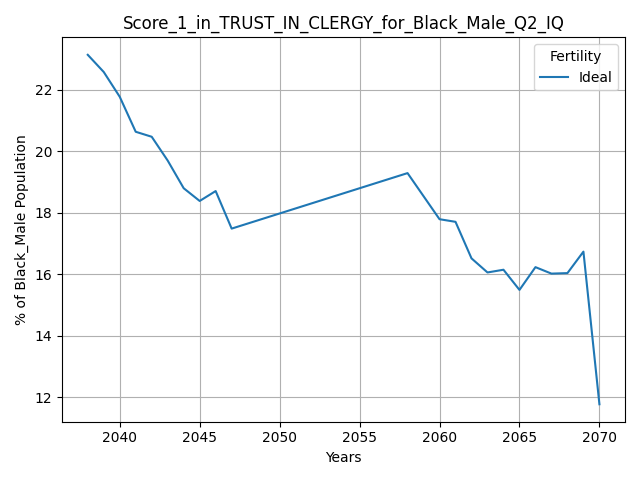 Score_1_in_TRUST_IN_CLERGY_for_Black_Male_Q2_IQ
Fertility
Ideal
% of Black_Male Population
22
20
18
16
14
12
2040 2045 2050 2055 2060 2065 2070
Years